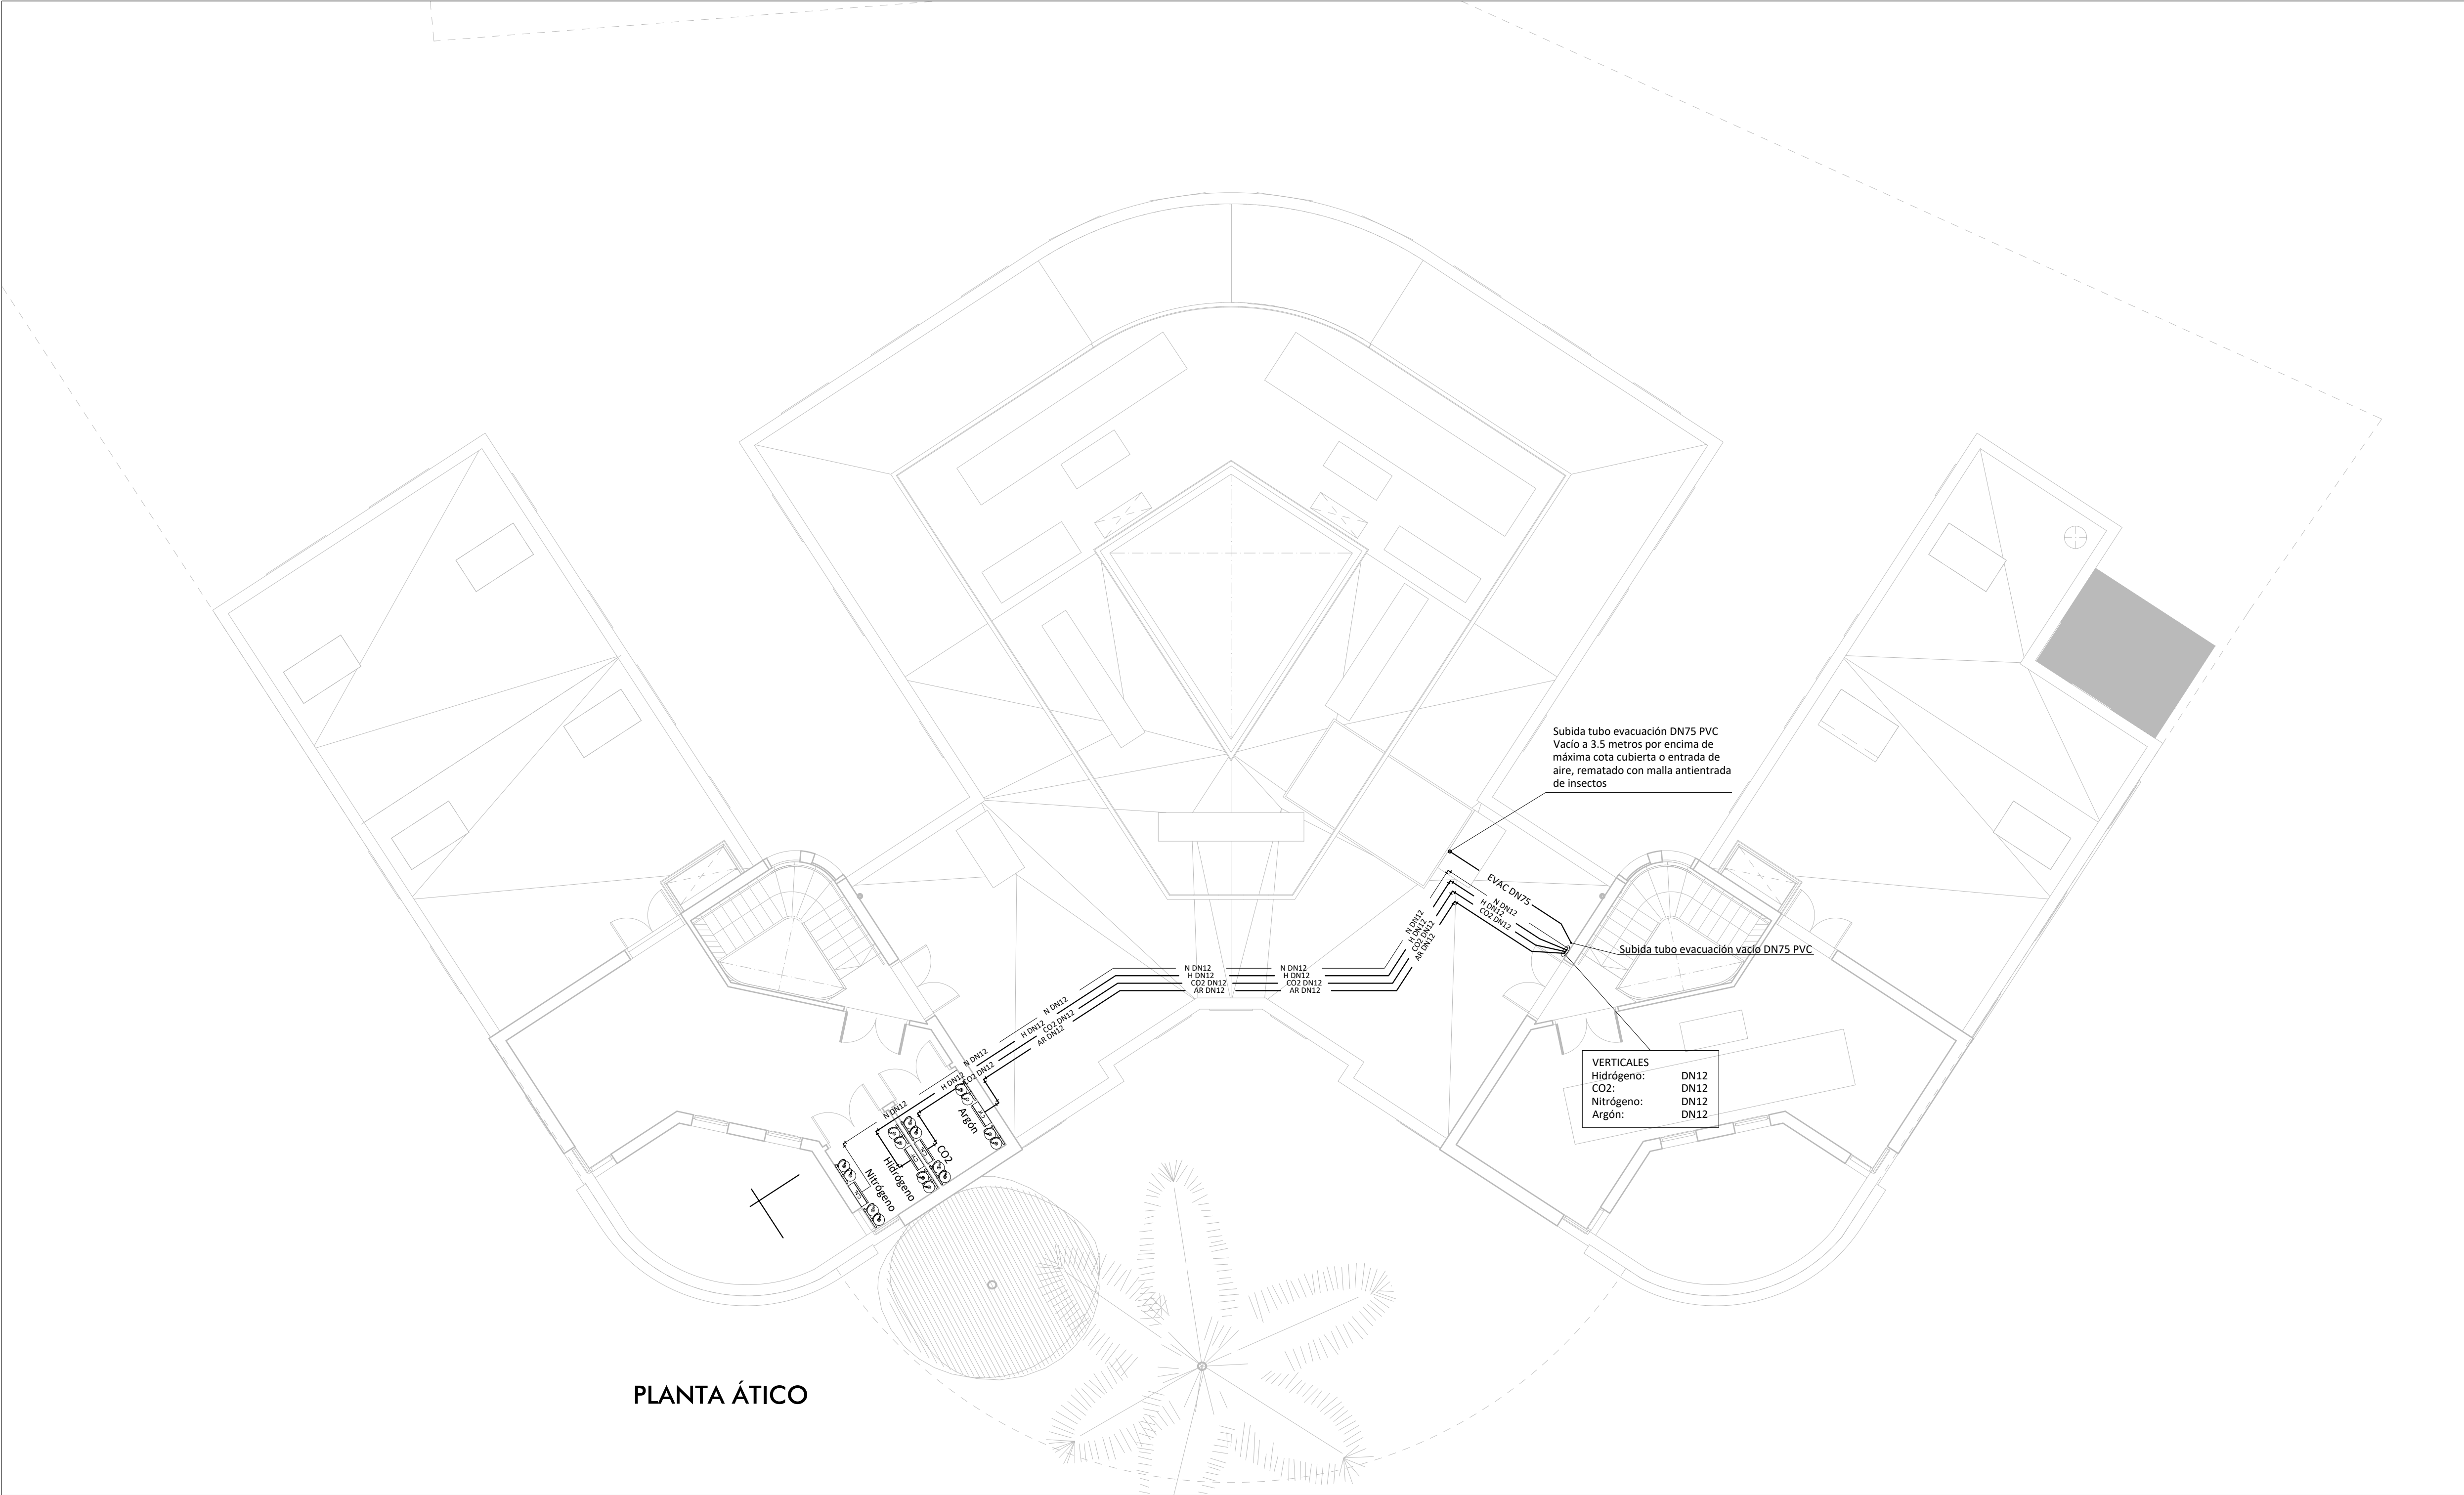 Subida tubo evacuación DN75 PVC
Vacío a 3.5 metros por encima de
máxima cota cubierta o entrada de
aire, rematado con malla antientrada
de insectos
EVAC DN75
N DN12
H DN12
CO2 DN12
N DN12
H DN12
CO2 DN12
AR DN12
Subida tubo evacuación vacío DN75 PVC
N DN12
H DN12
CO2 DN12
AR DN12
N DN12
H DN12
CO2 DN12
AR DN12
N DN12
H DN12
CO2 DN12
AR DN12
N DN12
H DN12
CO2 DN12
N DN12
Argón
CO2
Hidrógeno
Nitrógeno
VERTICALES
Hidrógeno: DN12
CO2: DN12
Nitrógeno: DN12
Argón: DN12
PLANTA ÁTICO